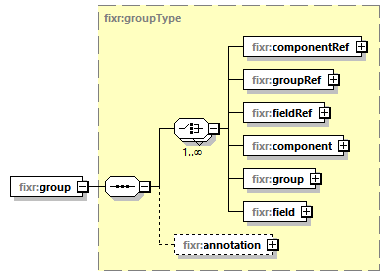 fixr:groupType
fixr:componentRef
fixr:groupRef
fixr:fieldRef
1..∞
fixr:component
fixr:group
fixr:group
fixr:field
fixr:annotation